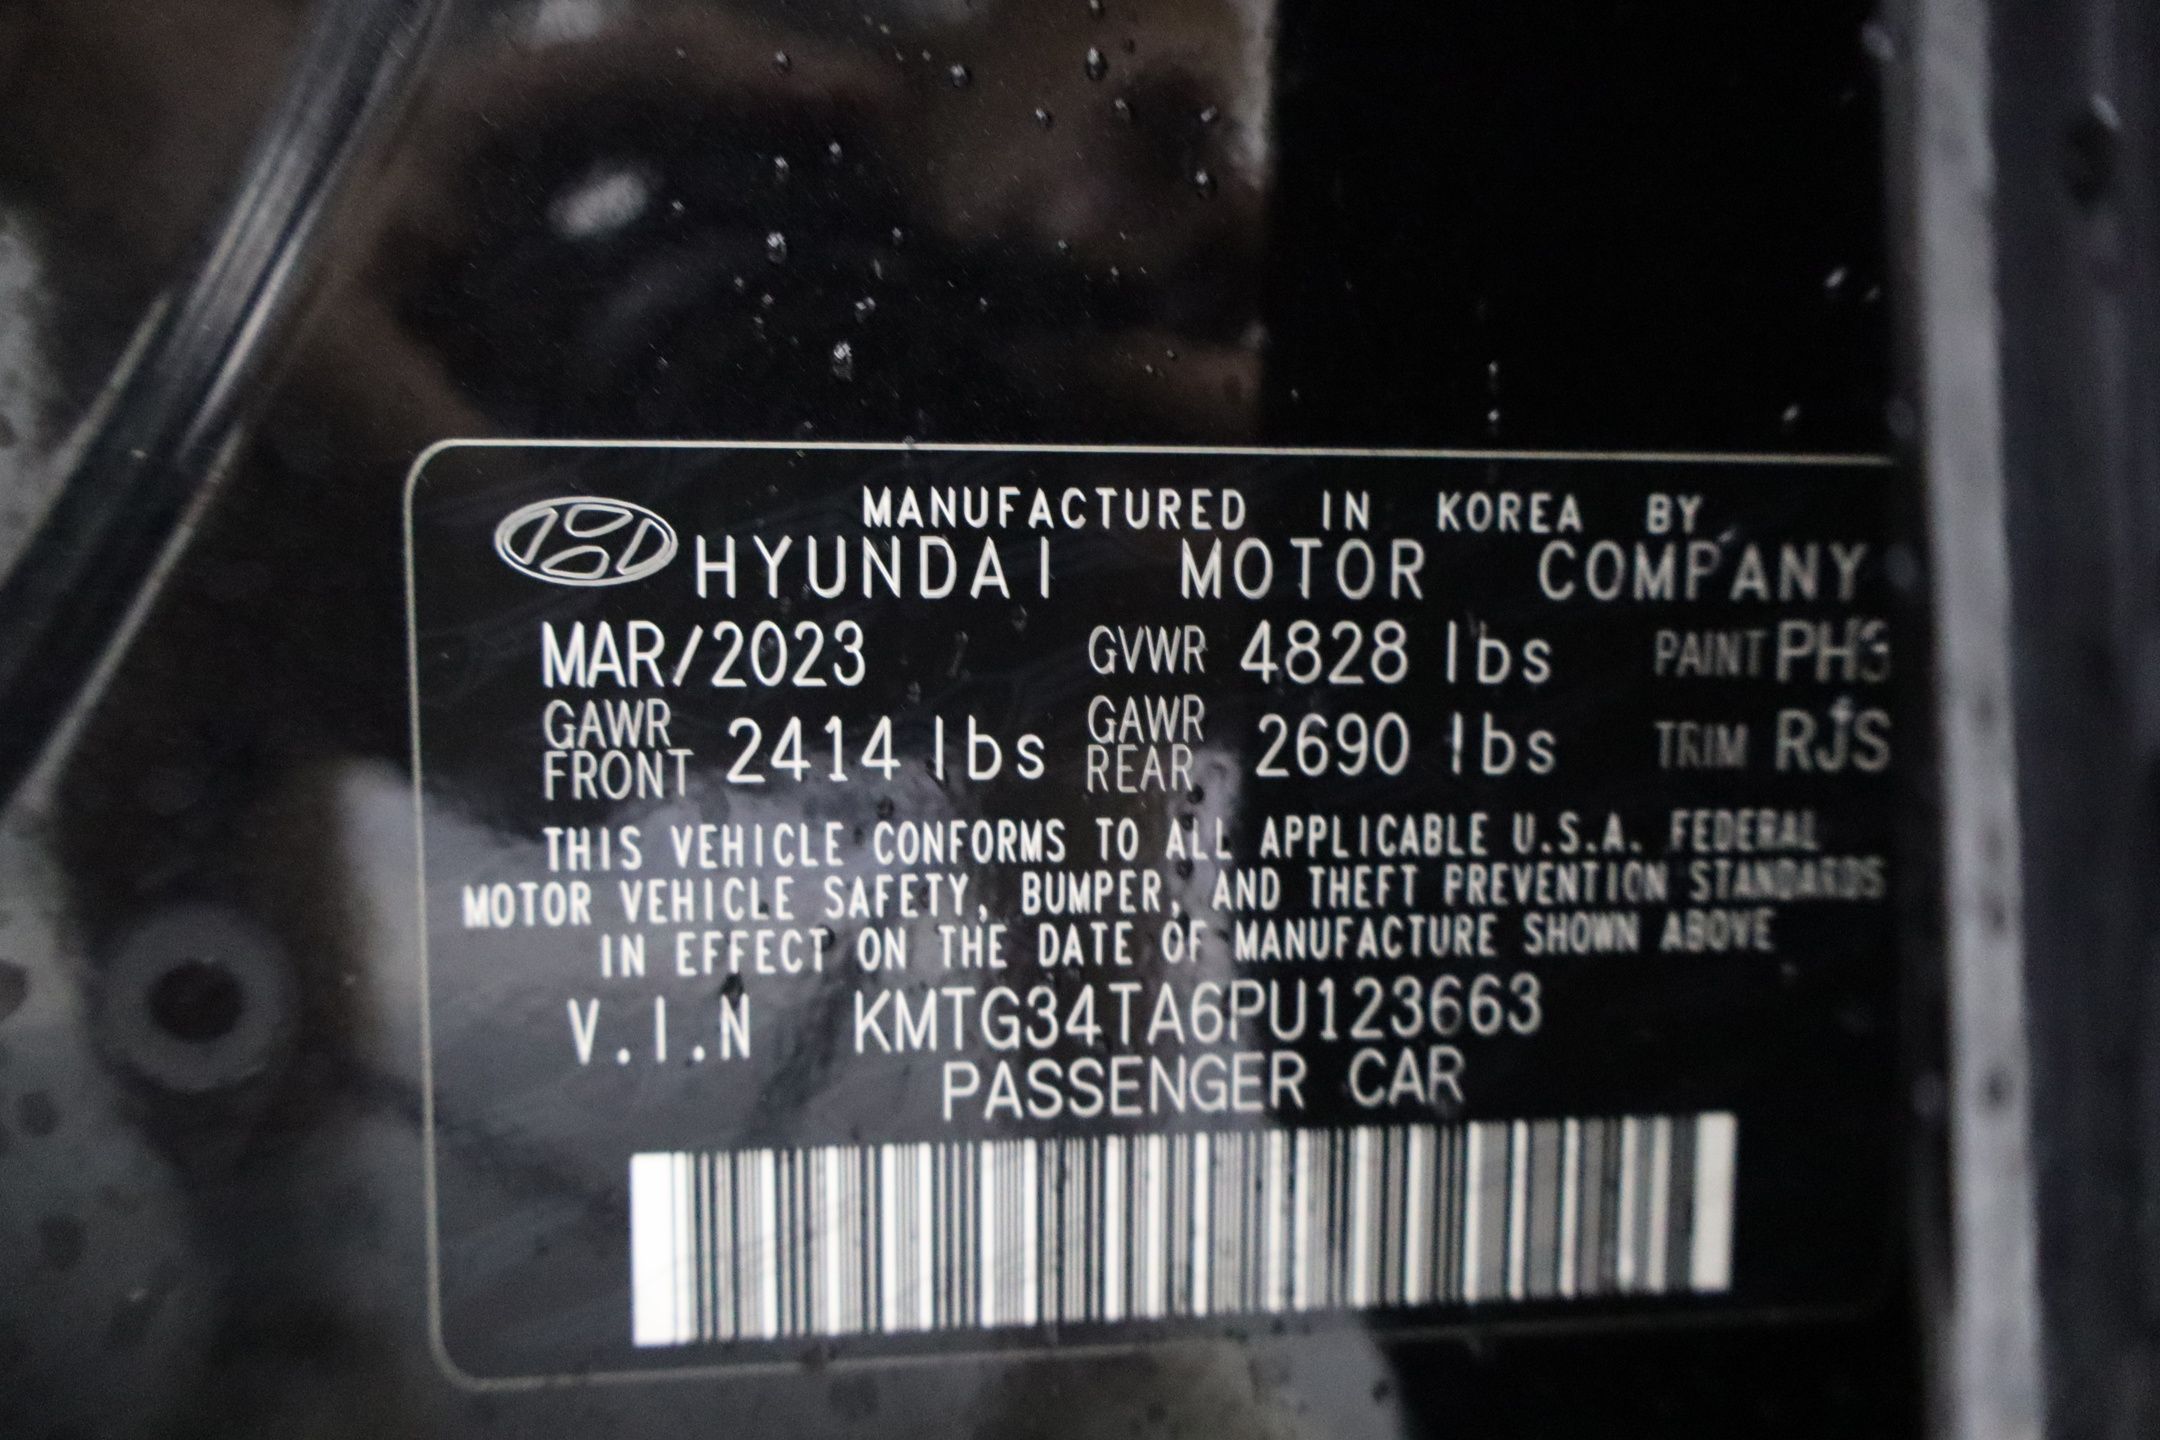 MANUFACTURED IN KOREA BY
HYUNDAI MOTOR COMPANY
MAR/2023 GVWR 4828 lbs PAINT PH3
GAWR FRONT 2414 lbs GAWR REAR 2690 lbs TRIM RJS
THIS VEHICLE CONFORMS TO ALL APPLICABLE U.S.A. FEDERAL
MOTOR VEHICLE SAFETY, BUMPER, AND THEFT PREVENTION STANDARDS
IN EFFECT ON THE DATE OF MANUFACTURE SHOWN ABOVE
V.I.N KMTG34TA6PU123663
PASSENGER CAR